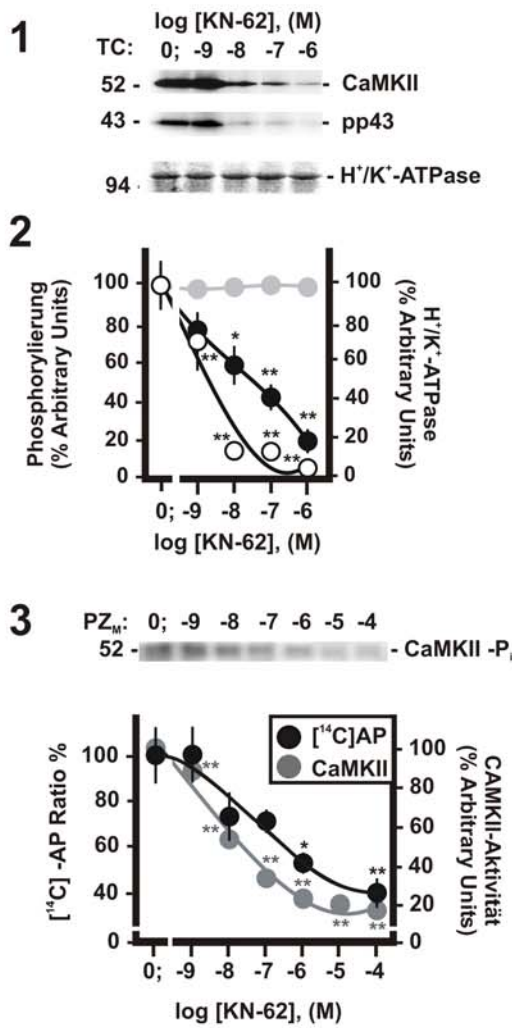 1
log [KN-62], (M)
TC: 0; -9 -8 -7 -6
52 - - CaMKII
43 - - pp43
94 - H⁺/K⁺-ATPase
2
Phosphorylierung
(% Arbitrary Units)
100 100
80 80
60 60
40 40
20 20
0 0
H⁺/K⁺-ATPase
(% Arbitrary Units)
* ** ** ** ** ** **
0; -9 -8 -7 -6
log [KN-62], (M)
3
PZM: 0; -9 -8 -7 -6 -5 -4
52 - - CaMKII -P
[¹⁴C]AP
CaMKII
[¹⁴C] -AP Ratio %
100 100
80 80
60 60
40 40
20
0 0
CAMKII-Aktivität
(% Arbitrary Units)
** ** ** ** * ** ** **
0; -9 -8 -7 -6 -5 -4
log [KN-62], (M)